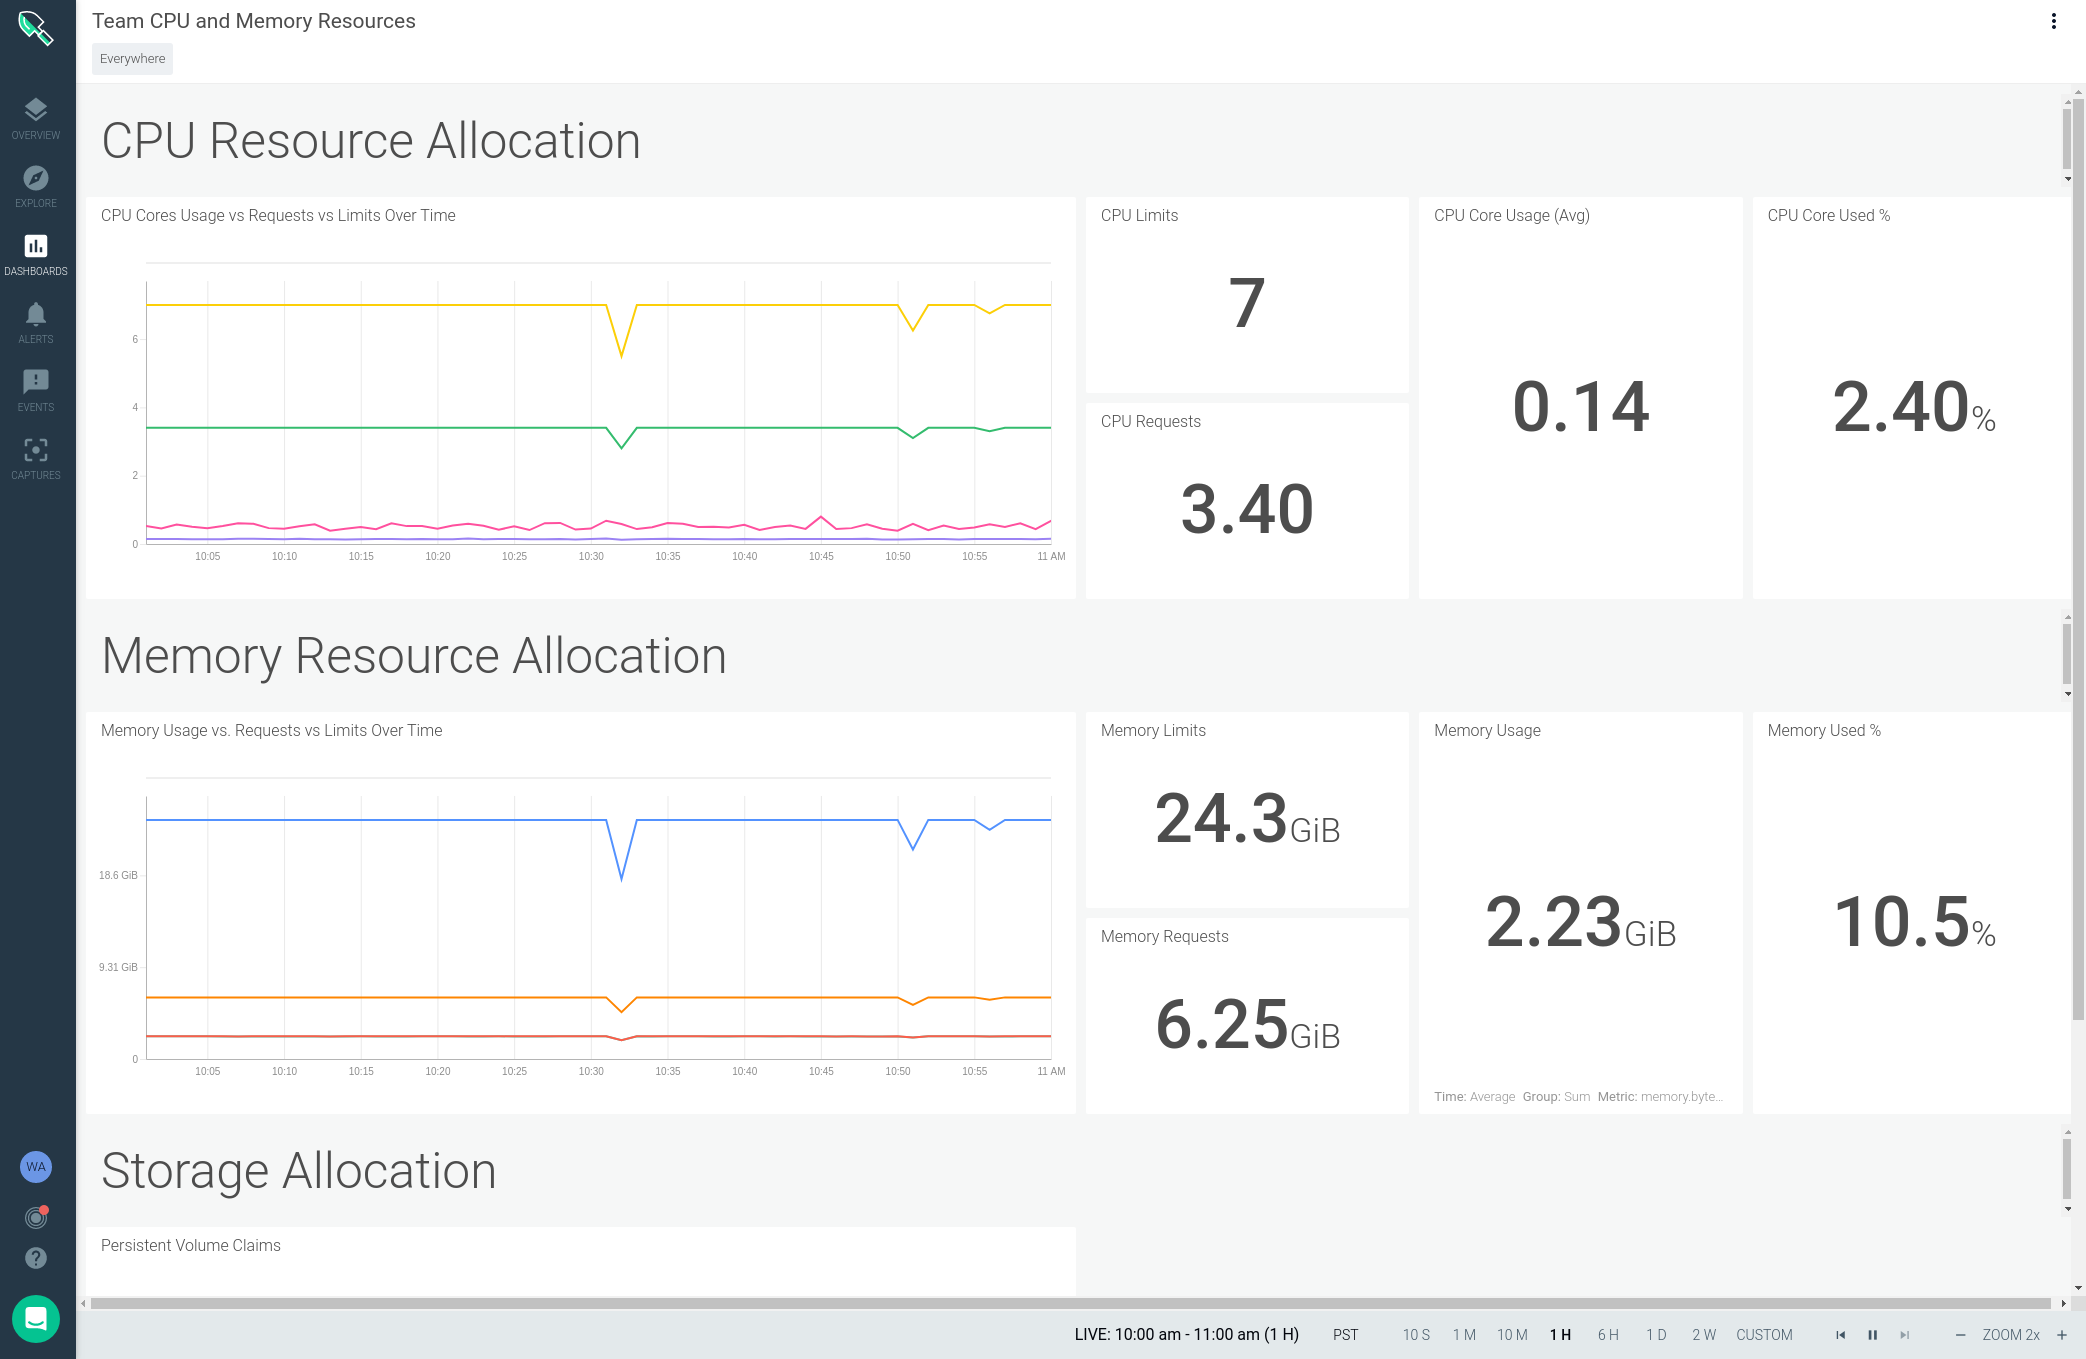 Team CPU and Memory Resources
Everywhere
OVERVIEW
EXPLORE
DASHBOARDS
ALERTS
EVENTS
CAPTURES
WA
CPU Resource Allocation
CPU Cores Usage vs Requests vs Limits Over Time
6
4
2
0
10:05 10:10 10:15 10:20 10:25 10:30 10:35 10:40 10:45 10:50 10:55 11 AM
CPU Limits
7
CPU Requests
3.40
CPU Core Usage (Avg)
0.14
CPU Core Used %
2.40%
Memory Resource Allocation
Memory Usage vs. Requests vs Limits Over Time
18.6 GiB
9.31 GiB
0
10:05 10:10 10:15 10:20 10:25 10:30 10:35 10:40 10:45 10:50 10:55 11 AM
Memory Limits
24.3GiB
Memory Requests
6.25GiB
Memory Usage
2.23GiB
Time: Average Group: Sum Metric: memory.byte...
Memory Used %
10.5%
Storage Allocation
Persistent Volume Claims
LIVE: 10:00 am - 11:00 am (1 H) PST 10 S 1 M 10 M 1 H 6 H 1 D 2 W CUSTOM ZOOM 2x